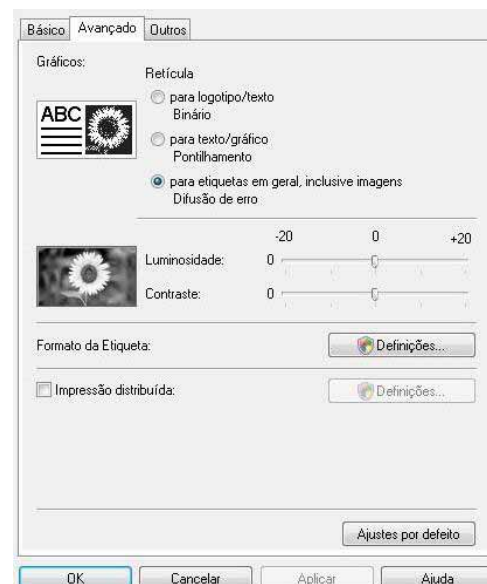 Básico Avançado Outros
Gráficos:
Retícula
ABC
para logotipo/texto
Binário
para texto/gráfico
Pontilhamento
para etiquetas em geral, inclusive imagens
Difusão de erro
-20 0 +20
Luminosidade: 0
Contraste: 0
Formato da Etiqueta: Definições...
Impressão distribuída: Definições...
Ajustes por defeito
OK Cancelar Aplicar Ajuda